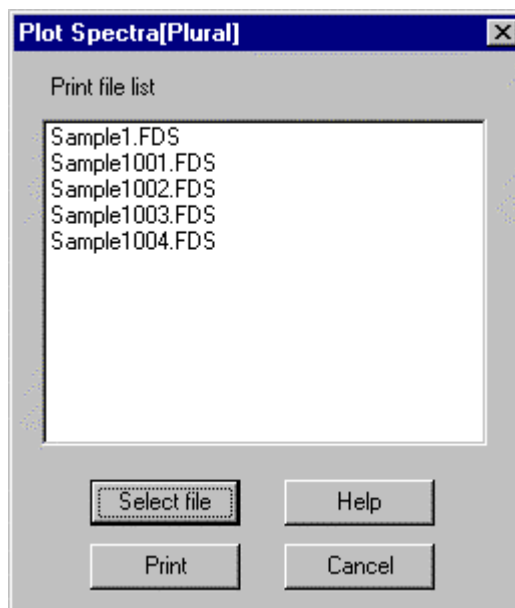 Plot Spectra[Plural]
Print file list
Sample1.FDS
Sample1001.FDS
Sample1002.FDS
Sample1003.FDS
Sample1004.FDS
Select file
Help
Print
Cancel